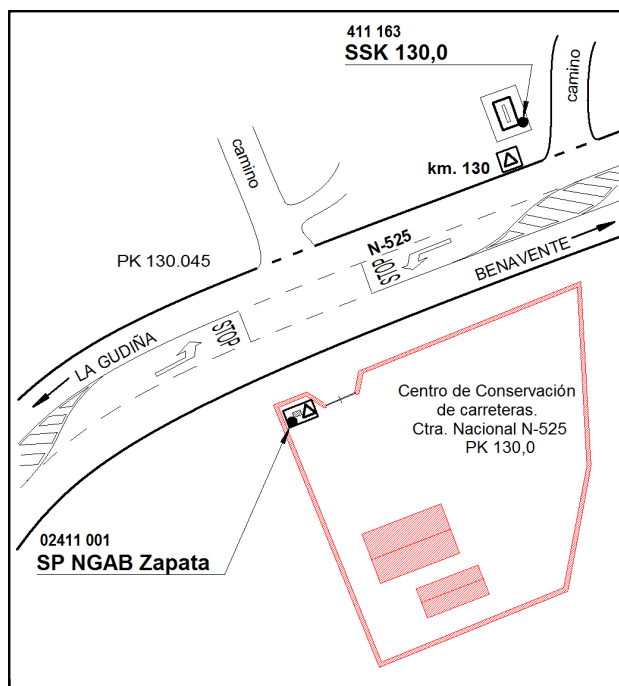 411 163
SSK 130,0
camino
camino
km. 130
N-525
PK 130.045
STOP
BENAVENTE
STOP
LA GUDIÑA
Centro de Conservación
de carreteras.
Ctra. Nacional N-525
PK 130,0
02411 001
SP NGAB Zapata